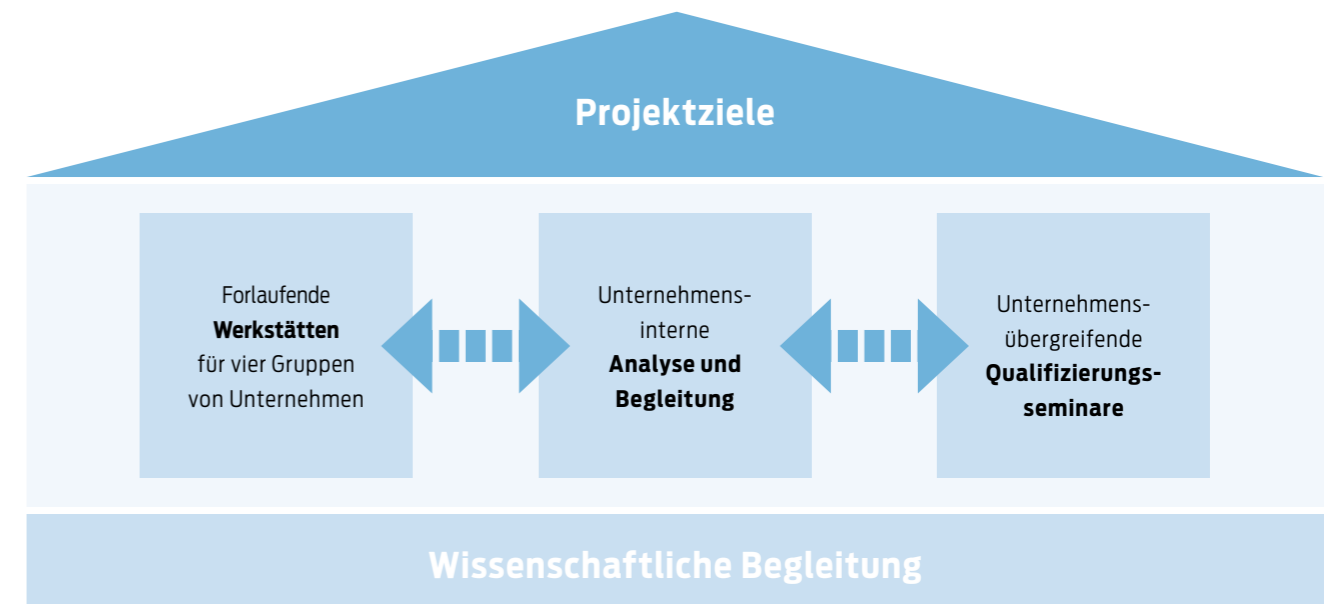 Projektziele
Forlaufende
Werkstätten
für vier Gruppen
von Unternehmen
Unternehmens-
interne
Analyse und
Begleitung
Unternehmens-
übergreifende
Qualifizierungs-
seminare
Wissenschaftliche Begleitung